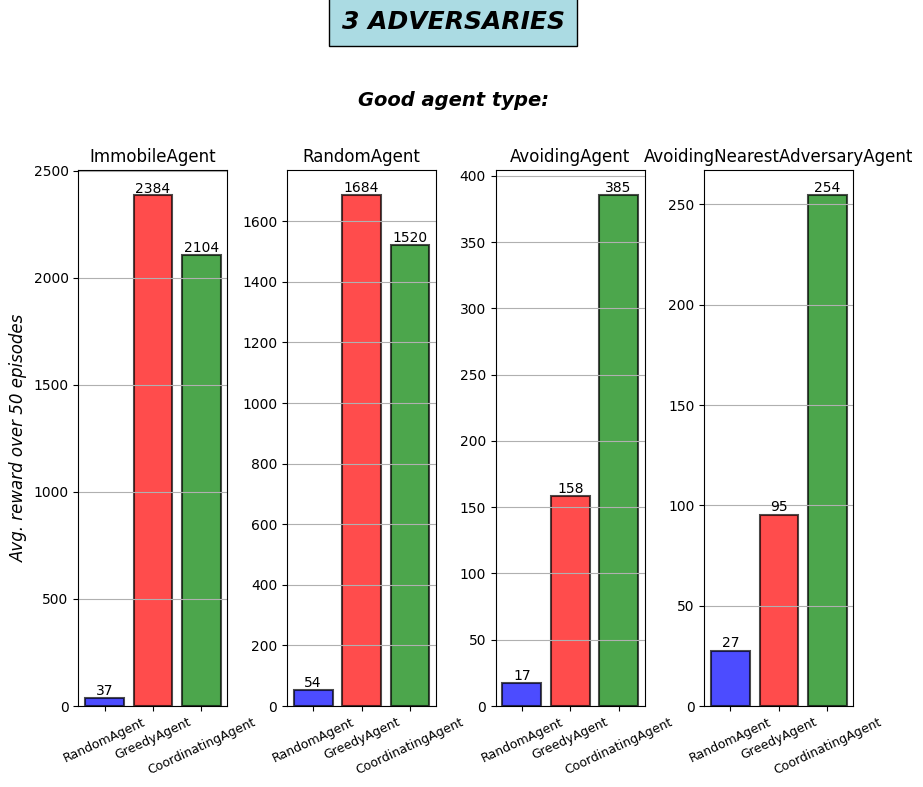 3 ADVERSARIES
Good agent type:
ImmobileAgent
RandomAgent
AvoidingAgent
AvoidingNearestAdversaryAgent
Avg. reward over 50 episodes
2500
2000
1500
1000
500
0
37
2384
2104
RandomAgent
GreedyAgent
CoordinatingAgent
1600
1400
1200
1000
800
600
400
200
0
54
1684
1520
RandomAgent
GreedyAgent
CoordinatingAgent
400
350
300
250
200
150
100
50
0
17
158
385
RandomAgent
GreedyAgent
CoordinatingAgent
250
200
150
100
50
0
27
95
254
RandomAgent
GreedyAgent
CoordinatingAgent